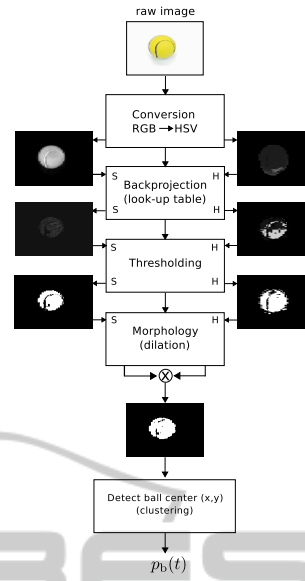 raw image
Conversion
RGB → HSV
S H
Backprojection
(look-up table)
S H
S H
Thresholding
S H
S H
Morphology
(dilation)
X
Detect ball center (x,y)
(clustering)
p_b(t)